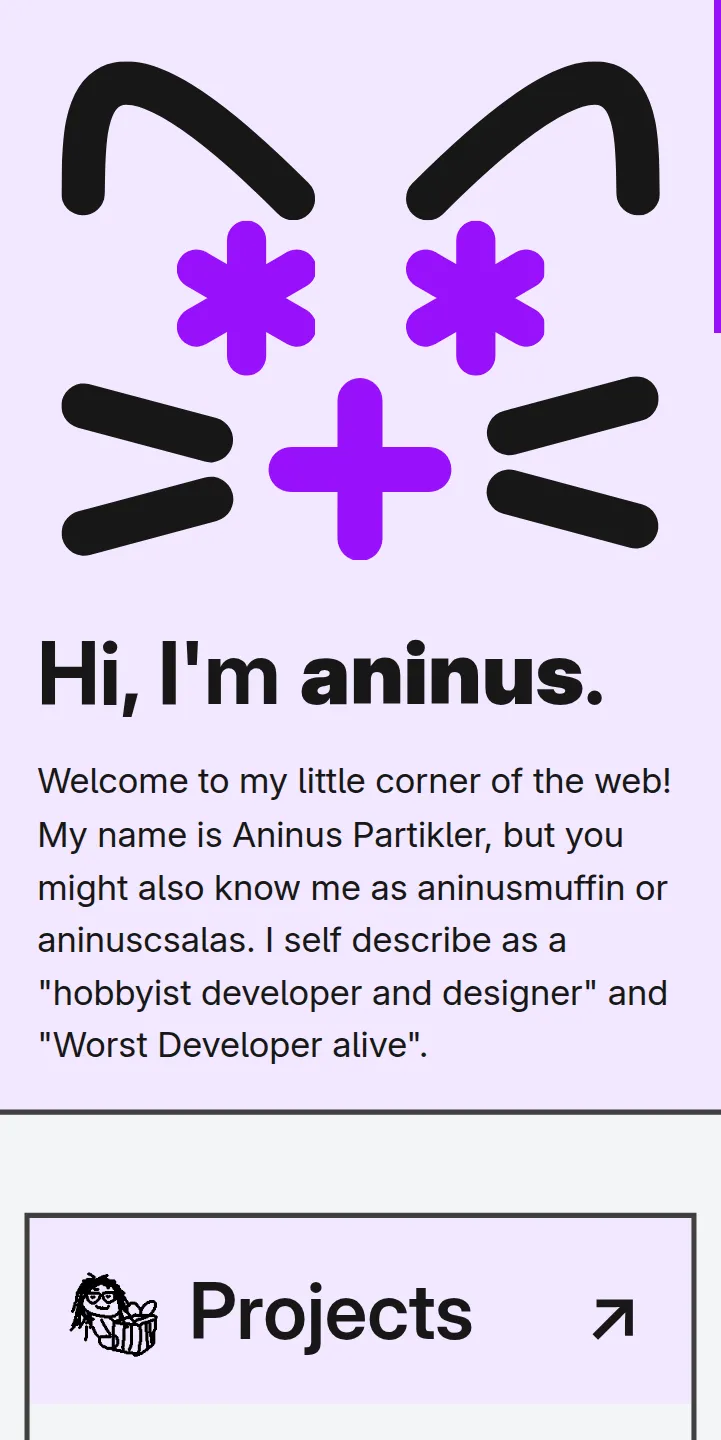 Hi, I'm aninus.
Welcome to my little corner of the web!
My name is Aninus Partikler, but you
might also know me as aninusmuffin or
aninuscsalas. I self describe as a
"hobbyist developer and designer" and
"Worst Developer alive".
Projects